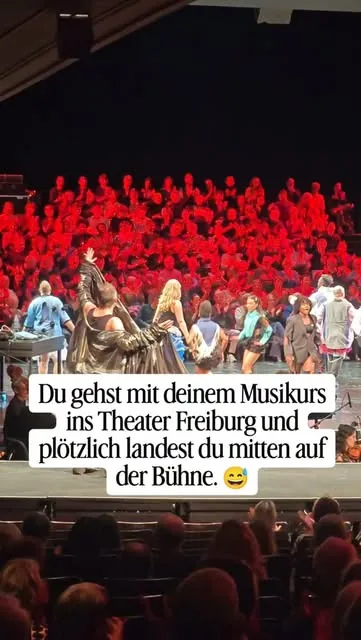 Du gehst mit deinem Musikurs
ins Theater Freiburg und
plötzlich landest du mitten auf
der Bühne. 😅